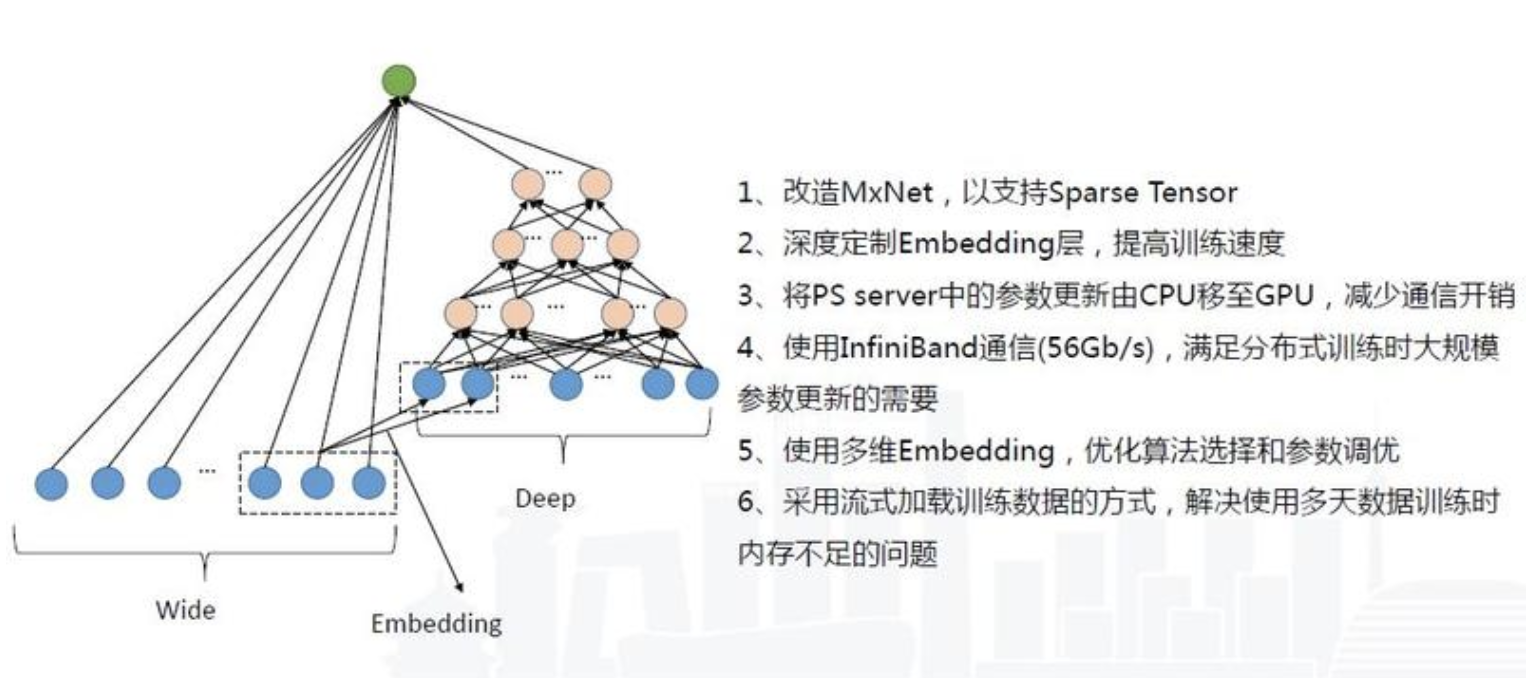 1、改造MxNet，以支持Sparse Tensor
2、深度定制Embedding层，提高训练速度
3、将PS server中的参数更新由CPU移至GPU，减少通信开销
4、使用InfiniBand通信(56Gb/s)，满足分布式训练时大规模
参数更新的需要
5、使用多维Embedding，优化算法选择和参数调优
6、采用流式加载训练数据的方式，解决使用多天数据训练时
内存不足的问题
...
...
...
...
...
...
...
...
...
...
Deep
Wide
Embedding